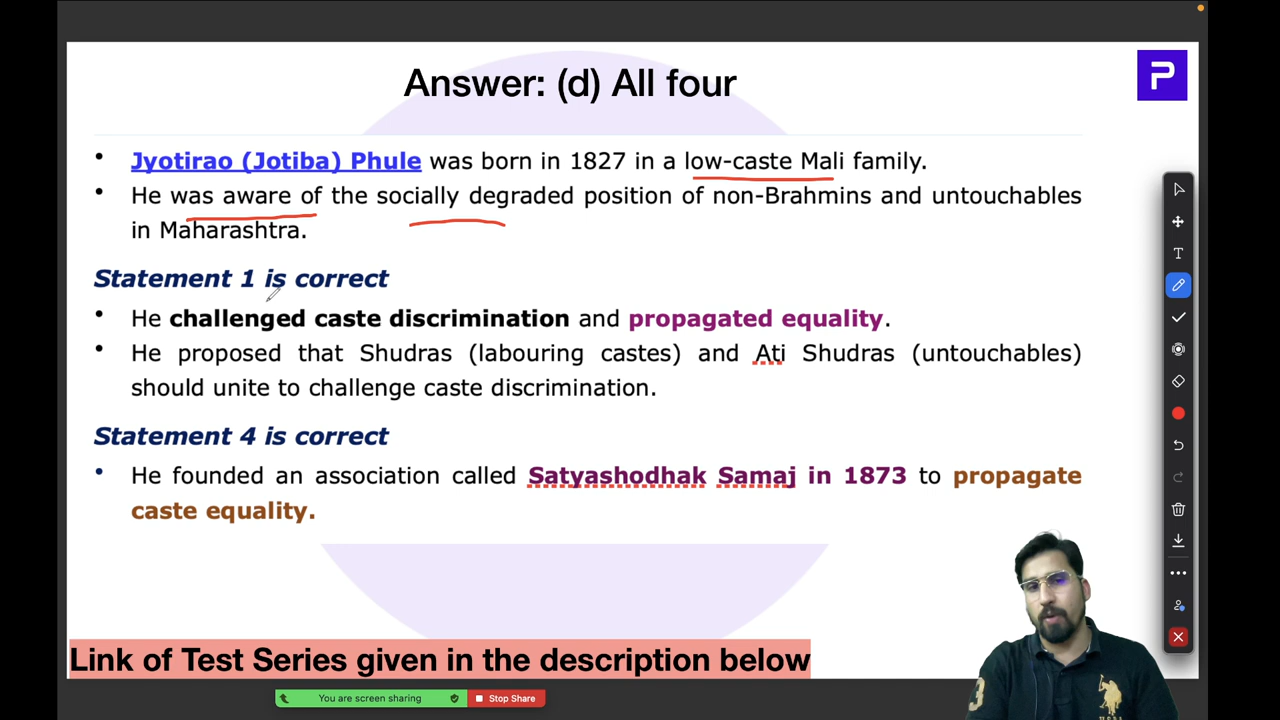 Answer: (d) All four
P
• Jyotirao (Jotiba) Phule was born in 1827 in a low-caste Mali family.
• He was aware of the socially degraded position of non-Brahmins and untouchables
in Maharashtra.
Statement 1 is correct
• He challenged caste discrimination and propagated equality.
• He proposed that Shudras (labouring castes) and Ati Shudras (untouchables)
should unite to challenge caste discrimination.
Statement 4 is correct
• He founded an association called Satyashodhak Samaj in 1873 to propagate
caste equality.
Link of Test Series given in the description below
You are screen sharing Stop Share
T
3